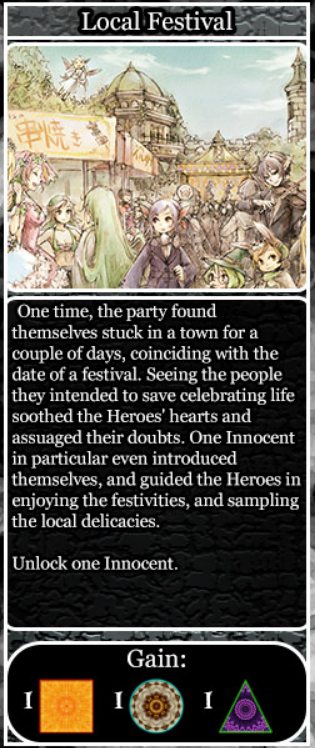 Local Festival
串焼き
One time, the party found
themselves stuck in a town for a
couple of days, coinciding with the
date of a festival. Seeing the people
they intended to save celebrating life
soothed the Heroes' hearts and
assuaged their doubts. One Innocent
in particular even introduced
themselves, and guided the Heroes in
enjoying the festivities, and sampling
the local delicacies.
Unlock one Innocent.
Gain:
I I I